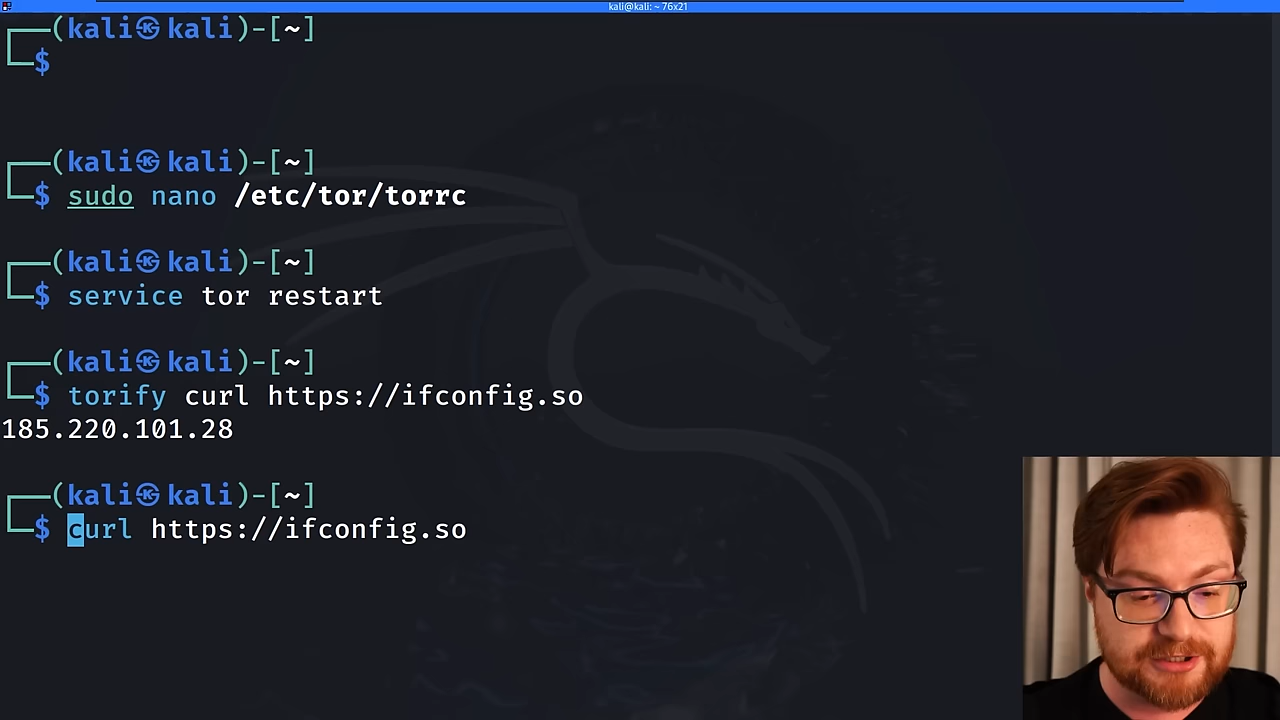 kali@kali: ~ 76x21
┌──(kali㉿kali)-[~]
└─$
┌──(kali㉿kali)-[~]
└─$ sudo nano /etc/tor/torrc
┌──(kali㉿kali)-[~]
└─$ service tor restart
┌──(kali㉿kali)-[~]
└─$ torify curl https://ifconfig.so
185.220.101.28
┌──(kali㉿kali)-[~]
└─$ curl https://ifconfig.so